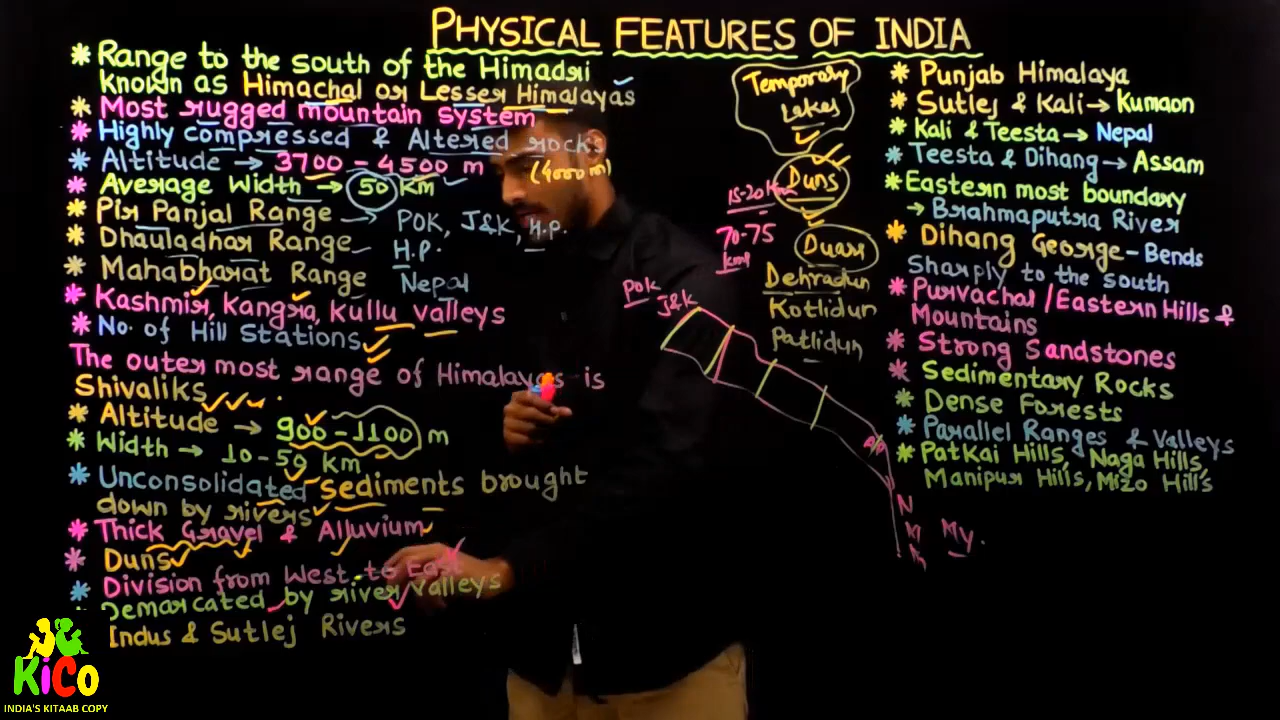 PHYSICAL FEATURES OF INDIA
* Range to the south of the Himadri
known as Himachal or Lesser Himalayas
* Most rugged mountain system
* Highly compressed & Altered rocks
* Altitude → 3700 - 4500 m
(4000m)
* Average Width → 50 Km
* Pir Panjal Range → POK, J&K, H.P.
* Dhauladhar Range - H.P.
* Mahabharat Range Nepal
* Kashmir, Kangra, Kullu valleys
* No. of Hill Stations
The outer most range of Himalayas is
Shivaliks
* Altitude → 900 - 1100 m
* Width → 10-50 km
* Unconsolidated sediments brought
down by rivers
* Thick Gravel & Alluvium
* Duns
* Division from West to East
* Demarcated by river valleys
Indus & Sutlej Rivers
Temporary
Lakes
Duns
15-20 Km
70-75
Km
Duars
Dehradun
Kotlidun
Patlidun
POK
J&K
AP
N
M
My.
* Punjab Himalaya
* Sutlej & Kali → Kumaon
* Kali & Teesta → Nepal
* Teesta & Dihang → Assam
* Eastern most boundary
→ Brahmaputra River
* Dihang George - Bends
Sharply to the south
* Purvachal / Eastern Hills &
Mountains
* Strong Sandstones
* Sedimentary Rocks
* Dense Forests
* Parallel Ranges & Valleys
* Patkai Hills, Naga Hills,
Manipur Hills, Mizo Hills
KiCo
INDIA'S KITAAB COPY